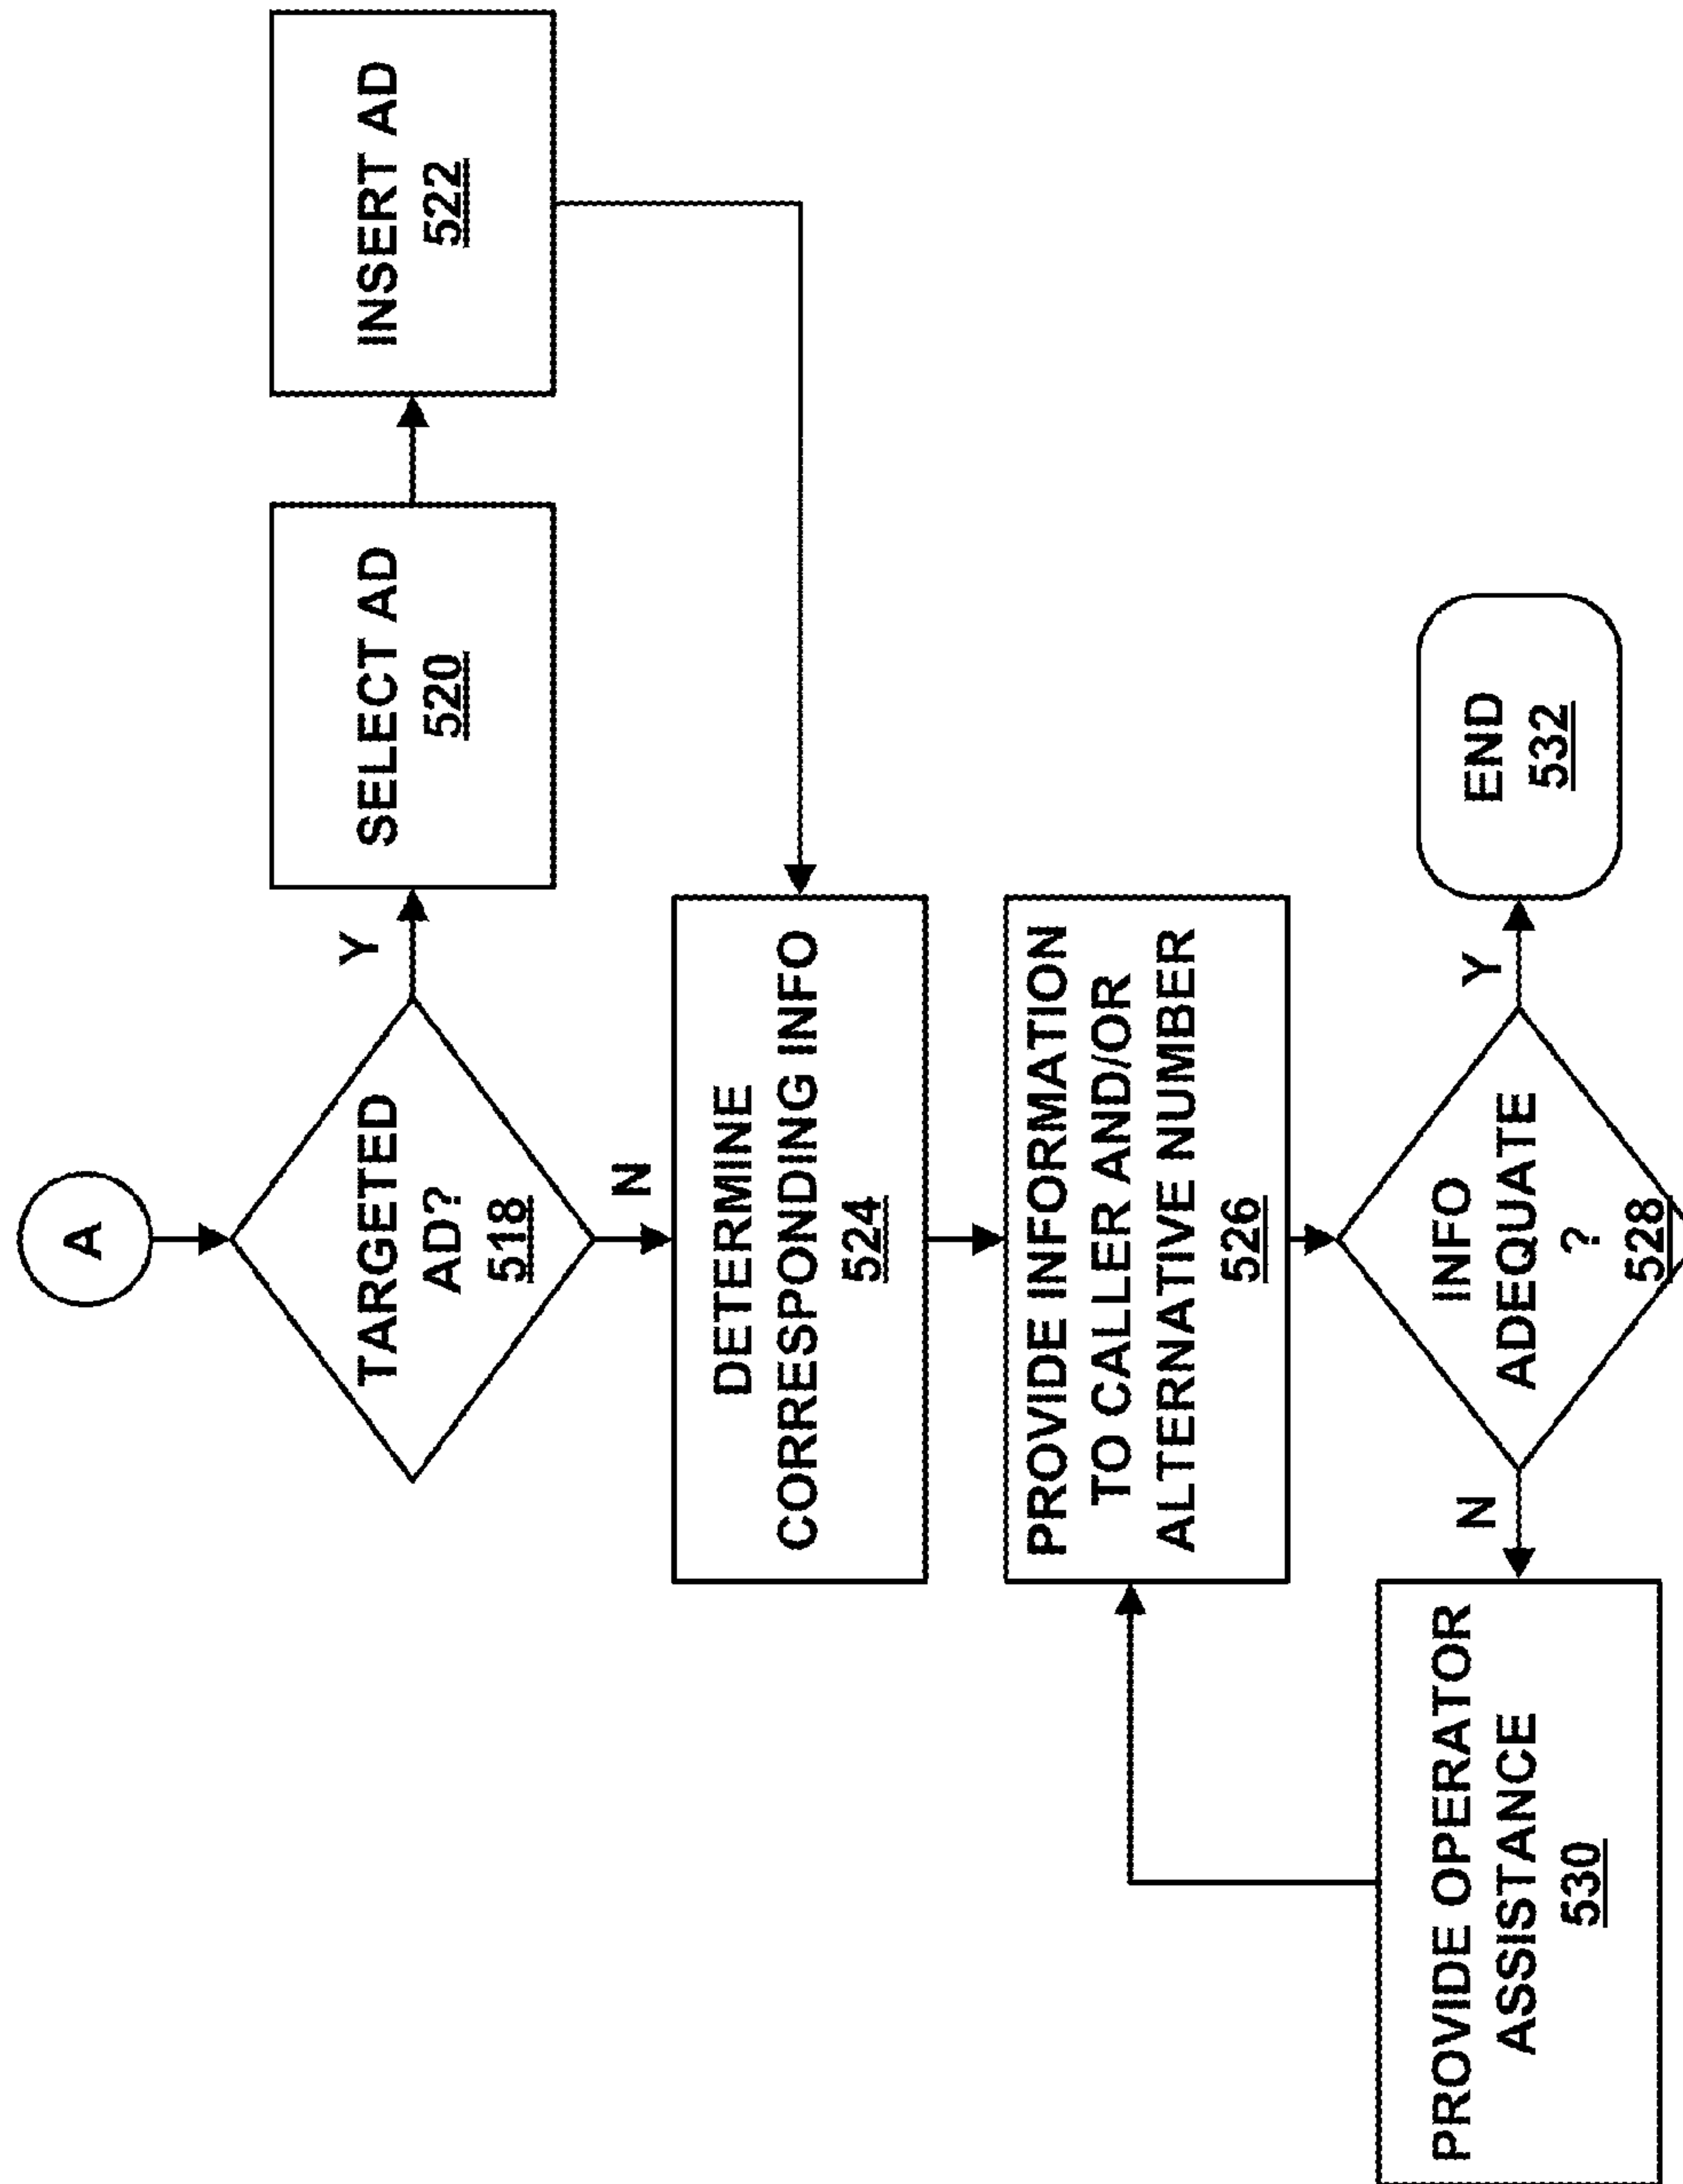 A
TARGETED
AD?
518
Y
SELECT AD
520
INSERT AD
522
N
DETERMINE
CORRESPONDING INFO
524
PROVIDE INFORMATION
TO CALLER AND/OR
ALTERNATIVE NUMBER
526
INFO
ADEQUATE
?
528
Y
END
532
N
PROVIDE OPERATOR
ASSISTANCE
530